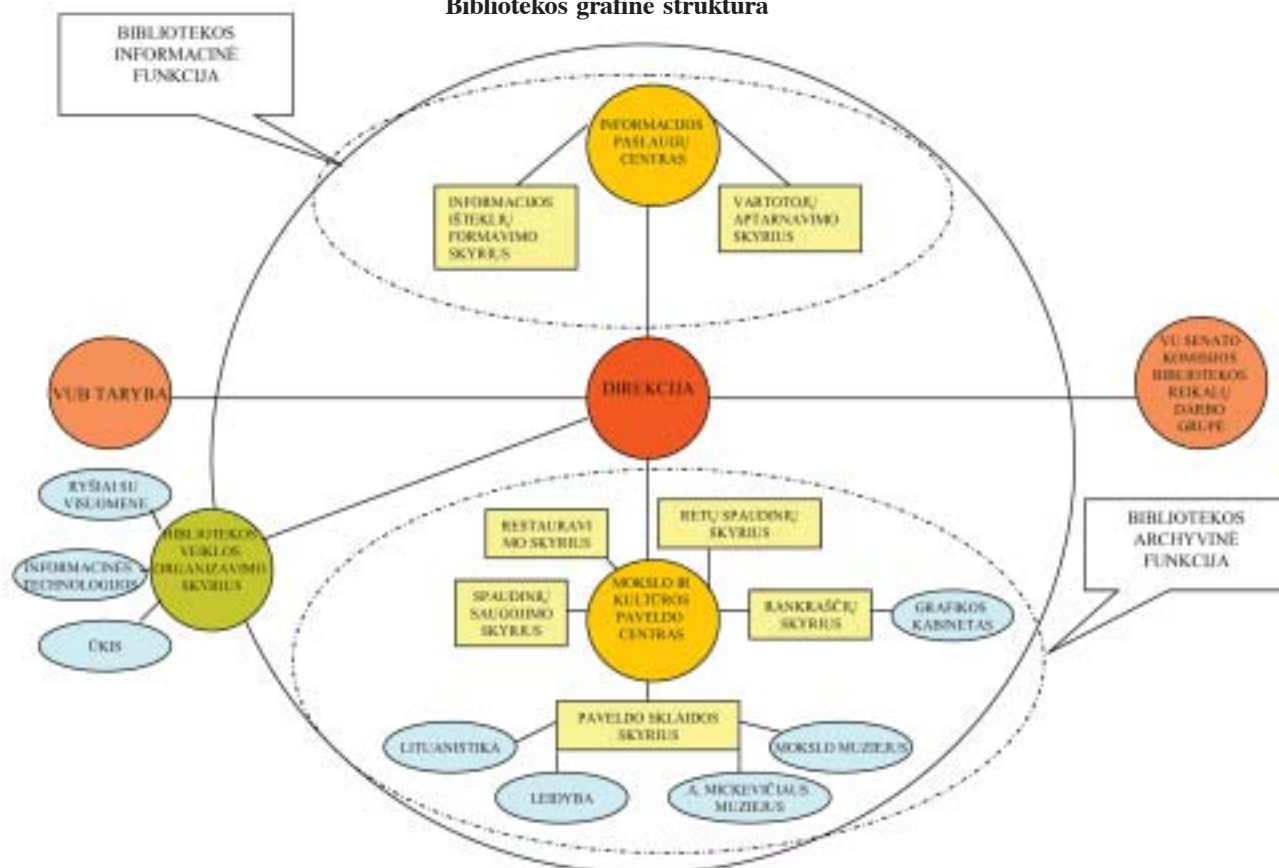 Bibliotekos grafinė struktūra
BIBLIOTEKOS
INFORMACINĖ
FUNKCIJA
INFORMACIJOS
PASLAUGŲ
CENTRAS
INFORMACIJOS
IŠTEKLIŲ
FORMAVIMO
SKYRIUS
VARTOTOJŲ
APTARNAVIMO
SKYRIUS
VUB TARYBA
DIREKCIJA
VU SENATO
KOMISIJOS
BIBLIOTEKOS
REIKALŲ
DARBO
GRUPĖ
RYŠIAI SU
VISUOMENE
INFORMACINĖS
TECHNOLOGIJOS
ŪKIS
BIBLIOTEKOS
VEIKLOS
ORGANIZAVIMO
SKYRIUS
RESTAURAVI
MO SKYRIUS
RETŲ SPAUDINIŲ
SKYRIUS
BIBLIOTEKOS
ARCHYVINĖ
FUNKCIJA
SPAUDINIŲ
SAUGOJIMO
SKYRIUS
MOKSLO IR
KULTŪROS
PAVELDO
CENTRAS
RANKRAŠČIŲ
SKYRIUS
GRAFIKOS
KABINETAS
PAVELDO SKLAIDOS
SKYRIUS
LITUANISTIKA
LEIDYBA
A. MICKEVIČIAUS
MUZIEJUS
MOKSLO MUZIEJUS